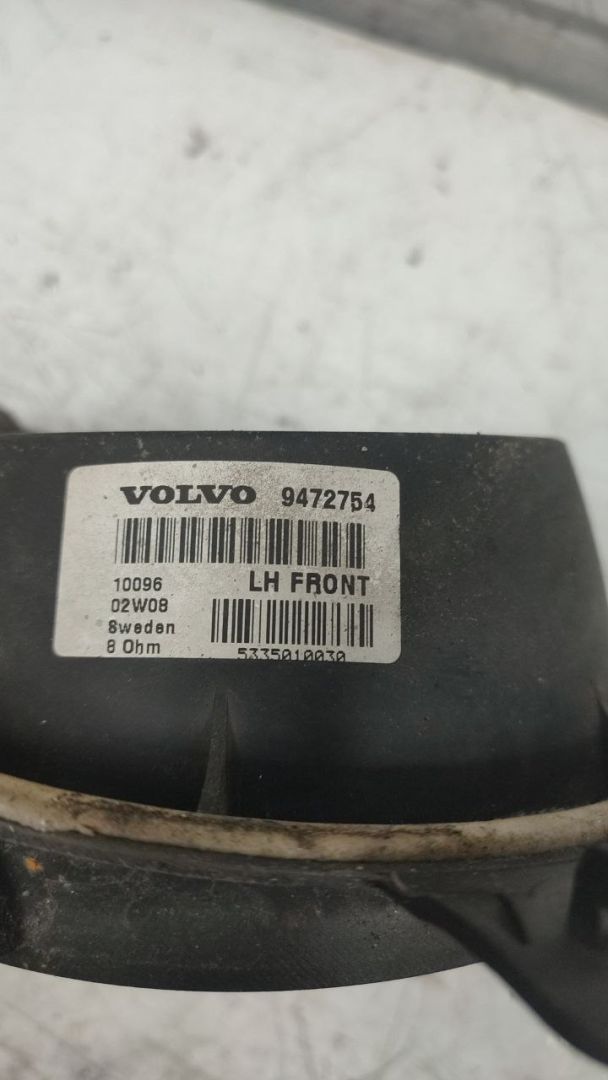 VOLVO 9472754
10096 LH FRONT
02W08
Sweden
8 Ohm
5335010030